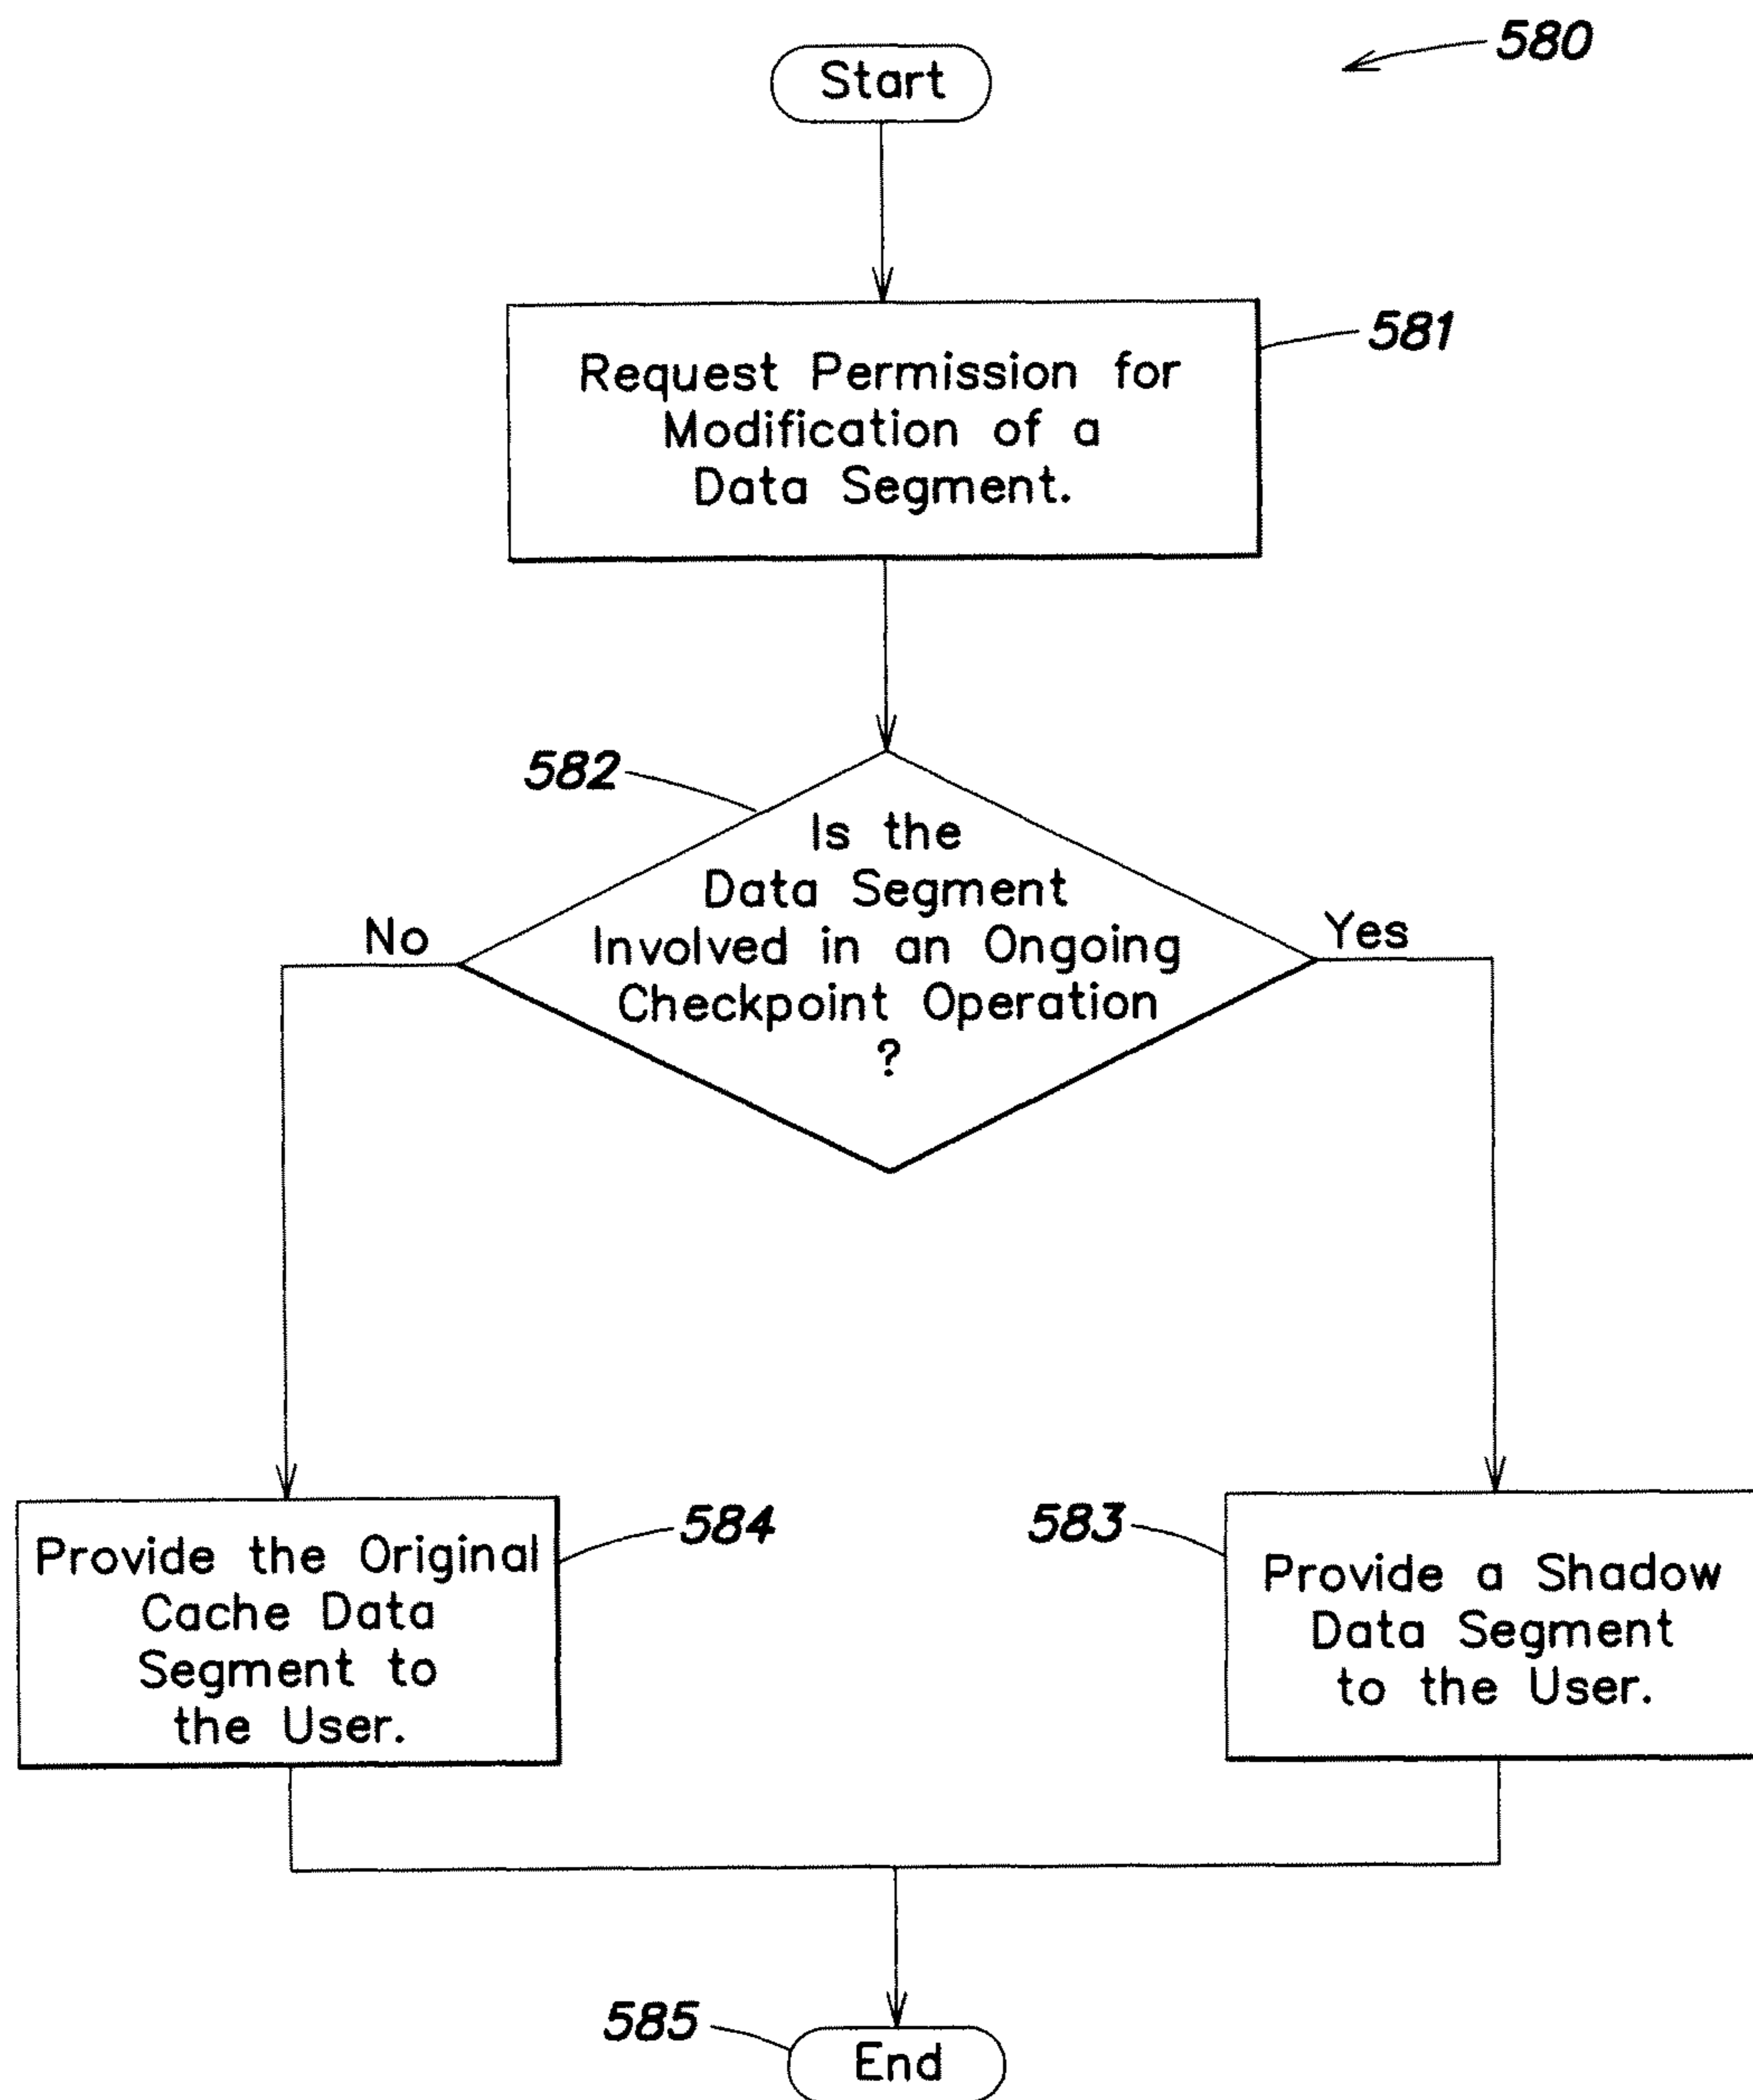 580
Start
581
Request Permission for
Modification of a
Data Segment.
582
Is the
Data Segment
Involved in an Ongoing
Checkpoint Operation
?
No
Yes
584
Provide the Original
Cache Data
Segment to
the User.
583
Provide a Shadow
Data Segment
to the User.
585
End